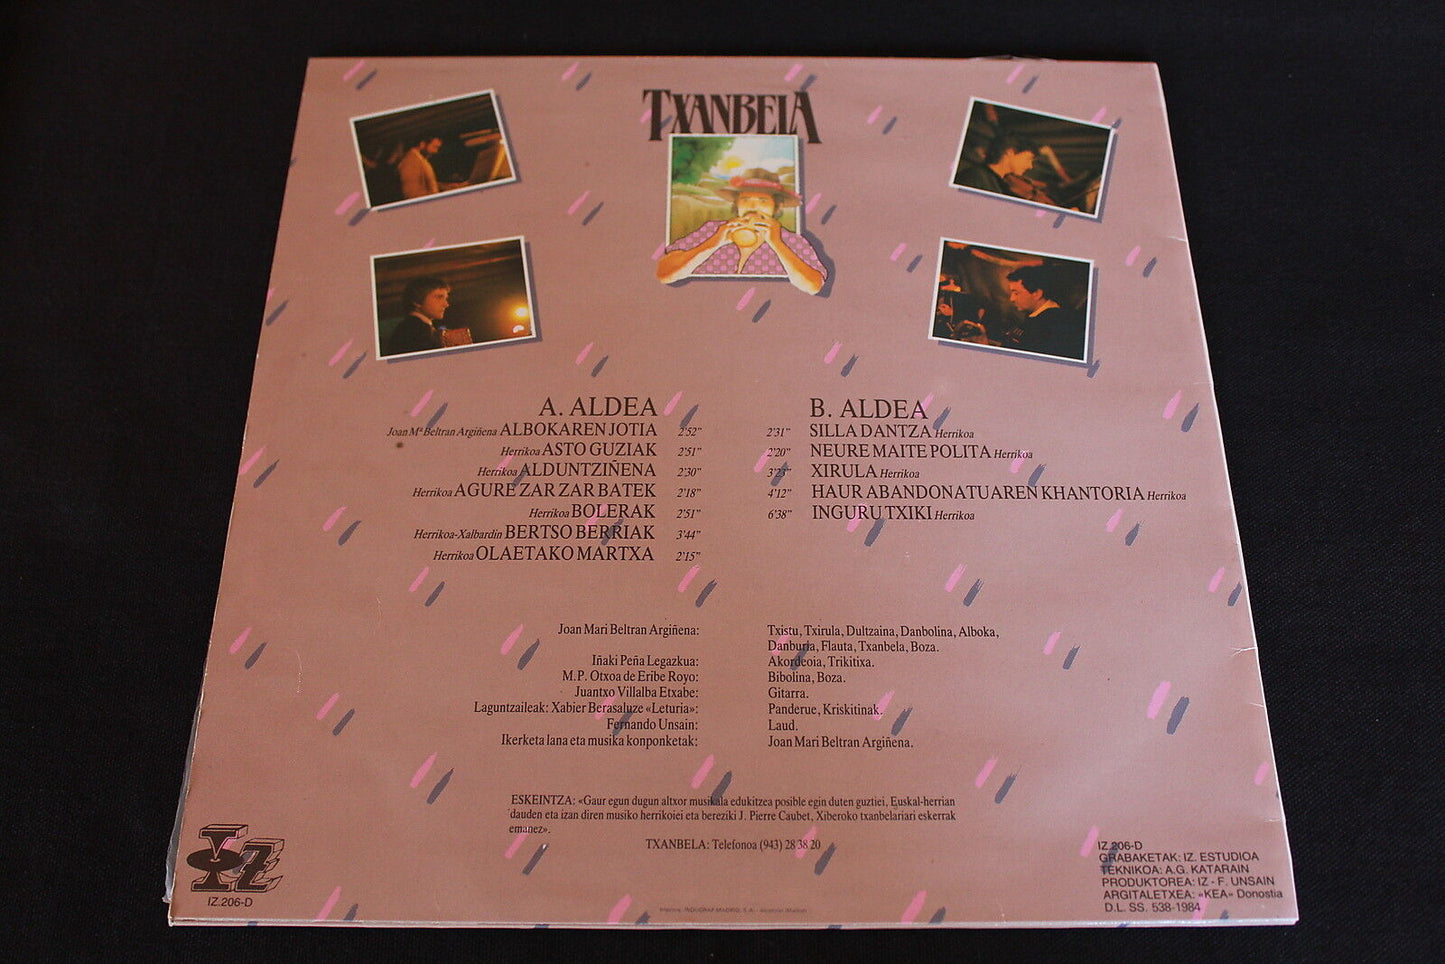 TXANBELA
A. ALDEA
Joan Mª Beltran Argiñena ALBOKAREN JOTIA 2'52"
Herrikoa ASTO GUZIAK 2'51"
Herrikoa ALDUNTZIÑENA 2'30"
Herrikoa AGURE ZAR ZAR BATEK 2'18"
Herrikoa BOLERAK 2'51"
Herrikoa-Xalbardin BERTSO BERRIAK 3'44"
Herrikoa OLAETAKO MARTXA 2'15"
B. ALDEA
2'31" SILLA DANTZA Herrikoa
2'20" NEURE MAITE POLITA Herrikoa
3'23" XIRULA Herrikoa
4'12" HAUR ABANDONATUAREN KHANTORIA Herrikoa
6'38" INGURU TXIKI Herrikoa
Joan Mari Beltran Argiñena: Txistu, Txirula, Dultzaina, Danbolina, Alboka,
Danburia, Flauta, Txanbela, Boza.
Iñaki Peña Legazkua: Akordeoia, Trikitixa.
M.P. Otxoa de Eribe Royo: Bibolina, Boza.
Juantxo Villalba Etxabe: Gitarra.
Laguntzaileak: Xabier Berasaluze «Leturia»: Panderue, Kriskitinak.
Fernando Unsain: Laud.
Ikerketa lana eta musika konponketak: Joan Mari Beltran Argiñena.
ESKEINTZA: «Gaur egun dugun altxor musikala edukitzea posible egin duten guztiei, Euskal-herrian
dauden eta izan diren musiko herrikoiei eta bereziki J. Pierre Caubet, Xiberoko txanbelariari eskerrak
emanez».
TXANBELA: Telefonoa (943) 28 38 20
IZ
IZ.206-D
IZ.206-D
GRABAKETAK: IZ. ESTUDIOA
TEKNIKOA: A.G. KATARAIN
PRODUKTOREA: IZ - F. UNSAIN
ARGITALETXEA: «KEA» Donostia
D.L. SS. 538-1984